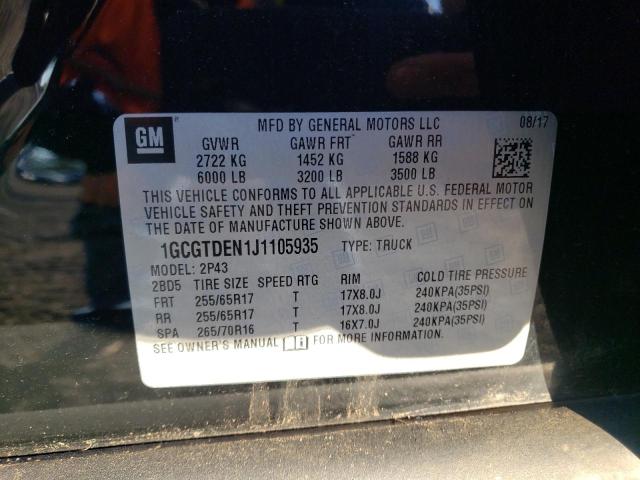 GM
MFD BY GENERAL MOTORS LLC 08/17
GVWR GAWR FRT GAWR RR
2722 KG 1452 KG 1588 KG
6000 LB 3200 LB 3500 LB
THIS VEHICLE CONFORMS TO ALL APPLICABLE U.S. FEDERAL MOTOR
VEHICLE SAFETY AND THEFT PREVENTION STANDARDS IN EFFECT ON
THE DATE OF MANUFACTURE SHOWN ABOVE.
1GCGTDEN1J1105935 TYPE: TRUCK
MODEL: 2P43
2BD5 TIRE SIZE SPEED RTG RIM COLD TIRE PRESSURE
FRT 255/65R17 T 17X8.0J 240KPA(35PSI)
RR 255/65R17 T 17X8.0J 240KPA(35PSI)
SPA 265/70R16 T 16X7.0J 240KPA(35PSI)
SEE OWNER'S MANUAL i FOR MORE INFORMATION.